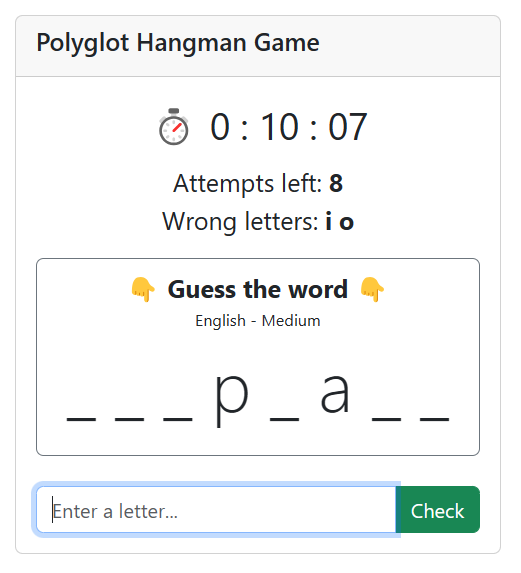 Polyglot Hangman Game
⏱ 0 : 10 : 07
Attempts left: 8
Wrong letters: i o
👇 Guess the word 👇
English - Medium
_ _ _ p _ a _ _
Enter a letter...
Check